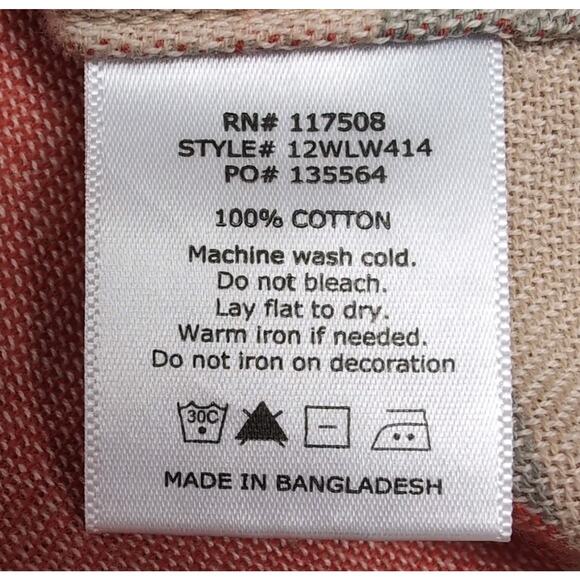 RN# 117508
STYLE# 12WLW414
PO# 135564
100% COTTON
Machine wash cold.
Do not bleach.
Lay flat to dry.
Warm iron if needed.
Do not iron on decoration
30C
MADE IN BANGLADESH